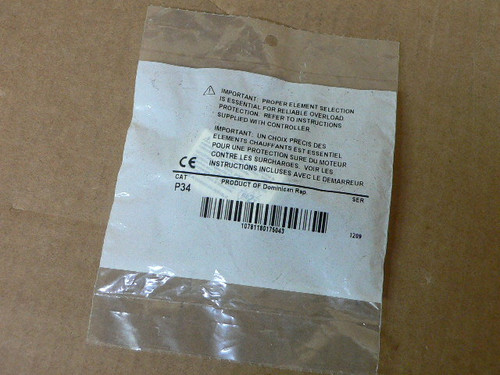 IMPORTANT: PROPER ELEMENT SELECTION
IS ESSENTIAL FOR RELIABLE OVERLOAD
PROTECTION. REFER TO INSTRUCTIONS
SUPPLIED WITH CONTROLLER
IMPORTANT: UN CHOIX PRECIS DES
ELEMENTS CHAUFFANTS EST ESSENTIEL
POUR UNE PROTECTION SURE DU MOTEUR
CONTRE LES SURCHARGES. VOIR LES
INSTRUCTIONS INCLUSES AVEC LE DEMARREUR
CE
CAT PRODUCT OF Dominican Rep. SER
P34
10781180175043
1209